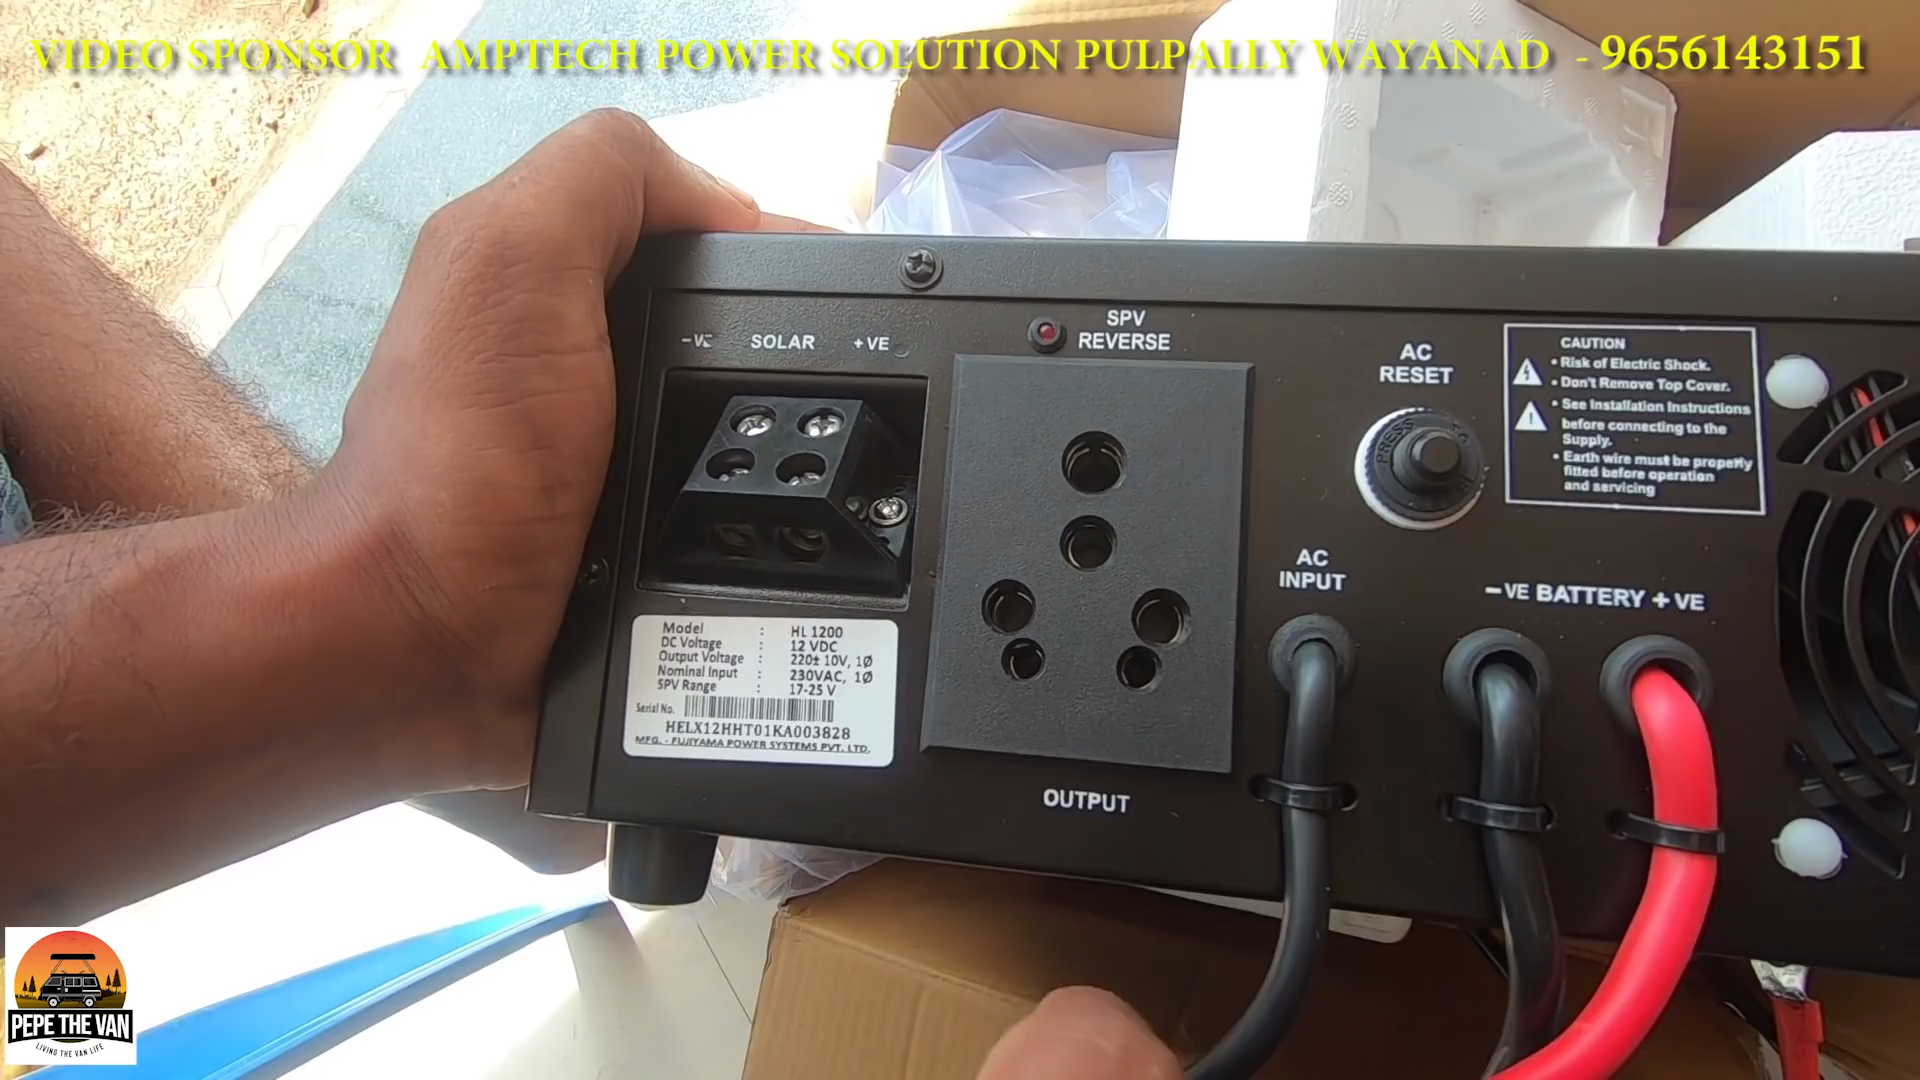 VIDEO SPONSOR AMPTECH POWER SOLUTION PULPALLY WAYANAD - 9656143151
-VE SOLAR +VE
SPV
REVERSE
AC
RESET
PRESS
CAUTION
• Risk of Electric Shock.
• Don't Remove Top Cover.
• See Installation Instructions
before connecting to the
Supply.
• Earth wire must be properly
fitted before operation
and servicing
AC
INPUT
-VE BATTERY +VE
Model : HL 1200
DC Voltage : 12 VDC
Output Voltage : 220± 10V, 1Ø
Nominal Input : 230VAC, 1Ø
SPV Range : 17-25 V
Serial No.
HELX12HHT01KA003828
MFG. - FUJIYAMA POWER SYSTEMS PVT. LTD.
OUTPUT
PEPE THE VAN
LIVING THE VAN LIFE